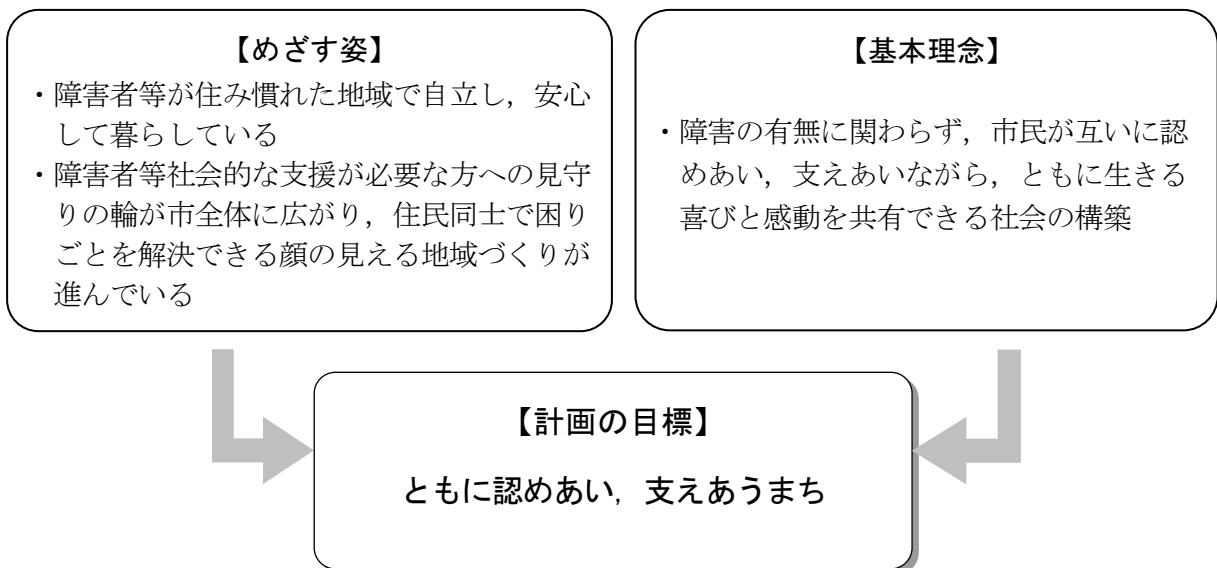 【めざす姿】
・障害者等が住み慣れた地域で自立し，安心
して暮らしている
・障害者等社会的な支援が必要な方への見守
りの輪が市全体に広がり，住民同士で困り
ごとを解決できる顔の見える地域づくりが
進んでいる
【基本理念】
・障害の有無に関わらず，市民が互いに認
めあい，支えあいながら，ともに生きる
喜びと感動を共有できる社会の構築
【計画の目標】
ともに認めあい，支えあうまち